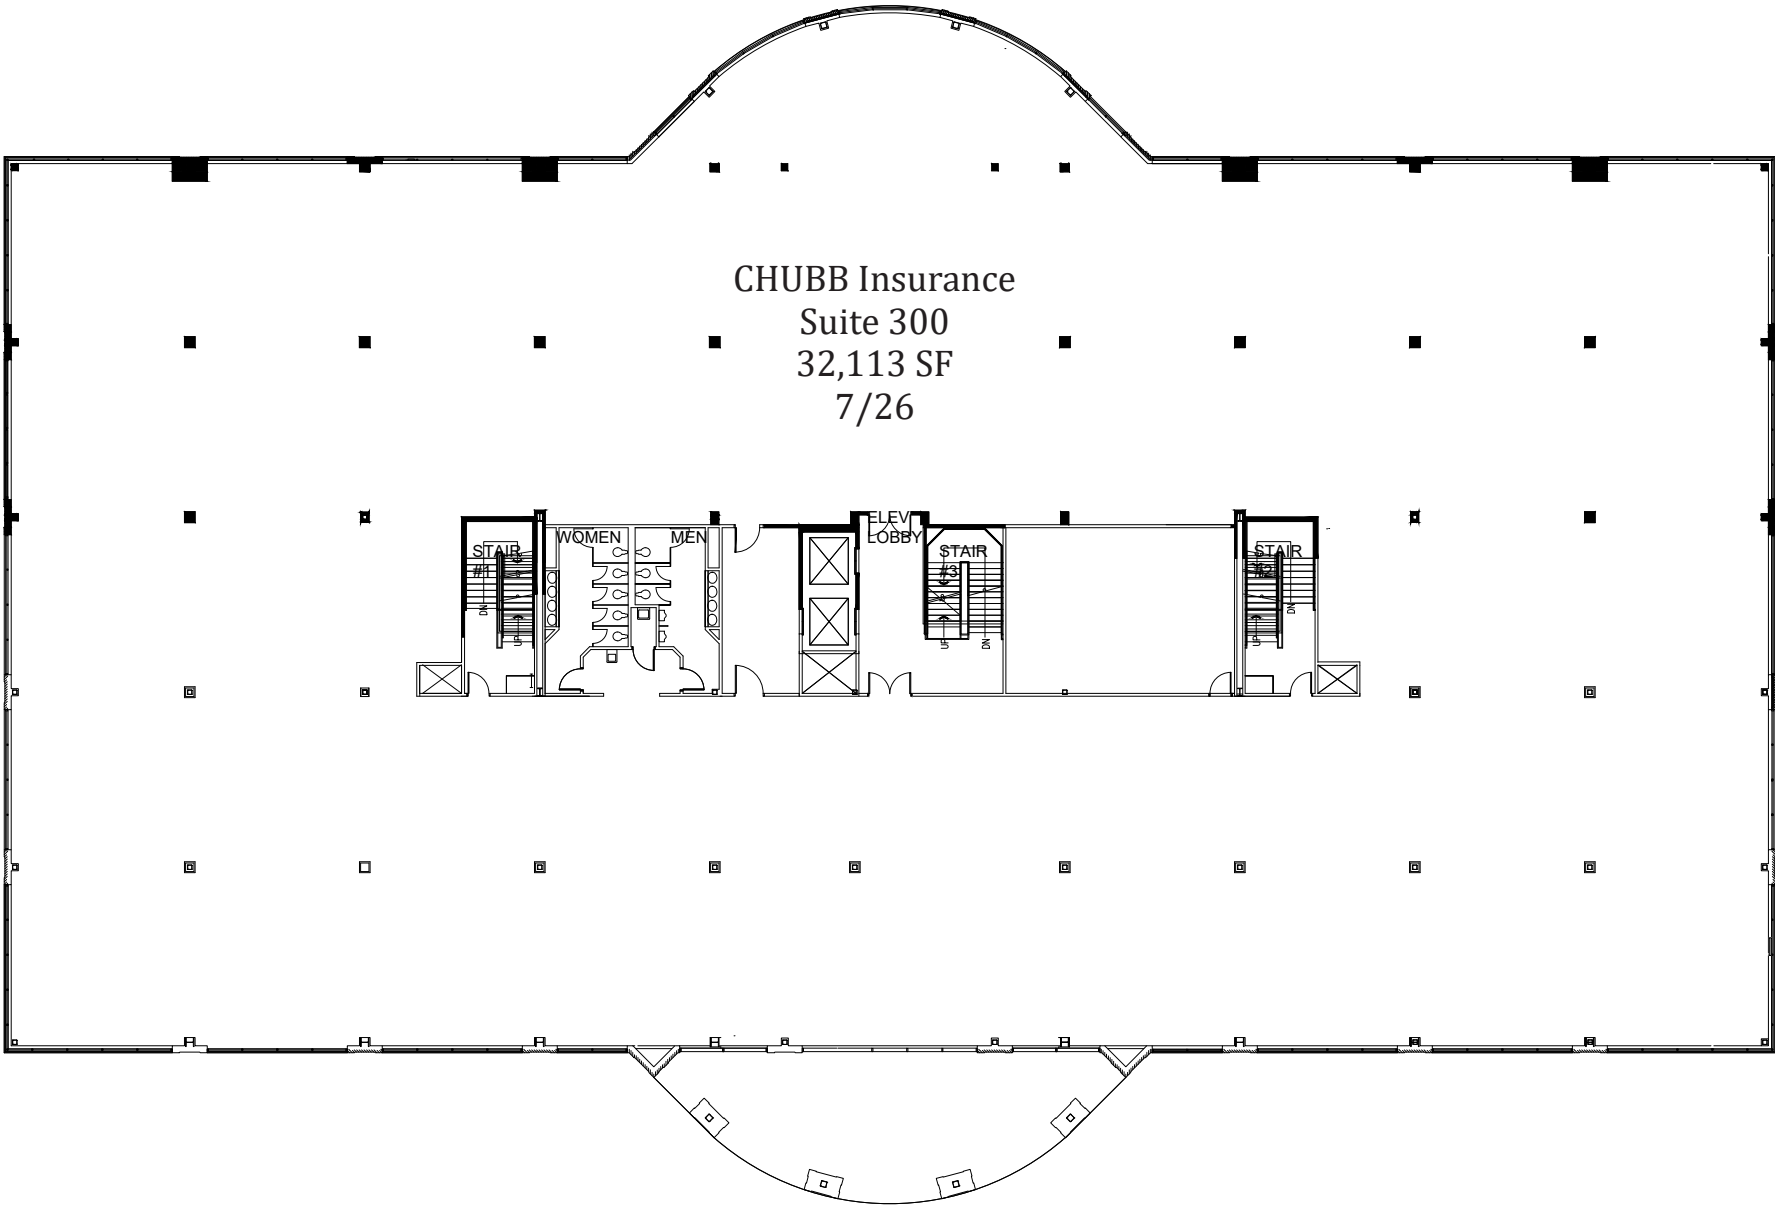 CHUBB Insurance
Suite 300
32,113 SF
7/26
WOMEN
MEN
ELEV
LOBBY
STAIR
#1
STAIR
#3
STAIR
#2
DN
UP
UP
DN
UP
DN